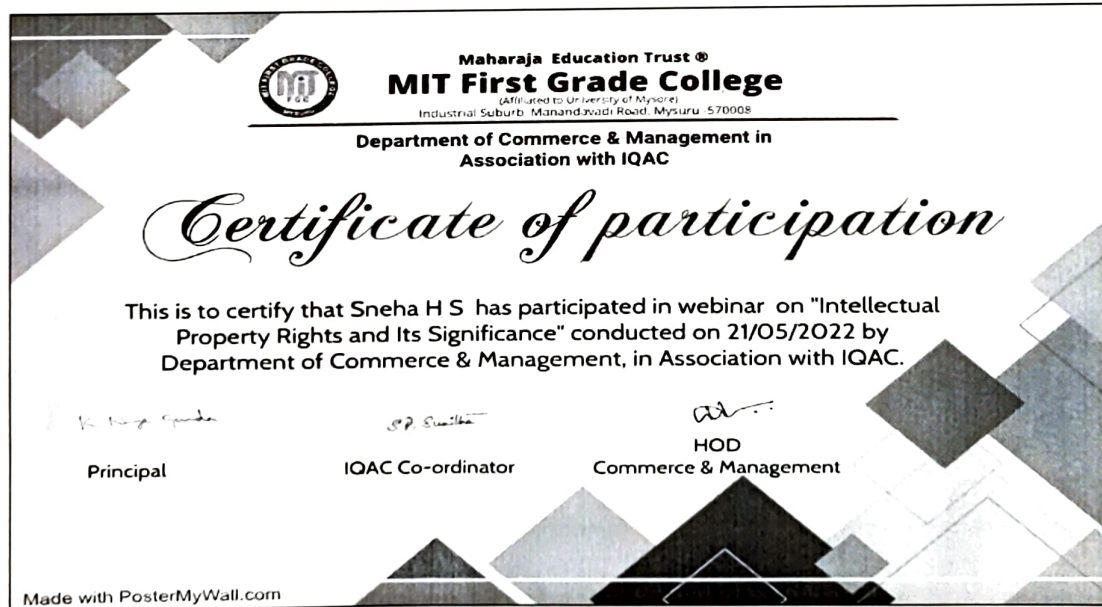 Maharaja Education Trust ®
MIT First Grade College
(Affiliated to University of Mysore)
Industrial Suburb, Manandavadi Road, Mysuru -570008
Department of Commerce & Management in
Association with IQAC
Certificate of participation
This is to certify that Sneha H S has participated in webinar on "Intellectual
Property Rights and Its Significance" conducted on 21/05/2022 by
Department of Commerce & Management, in Association with IQAC.
S.P. Sunitha
Principal
IQAC Co-ordinator
HOD
Commerce & Management
MIT
FGC
Made with PosterMyWall.com